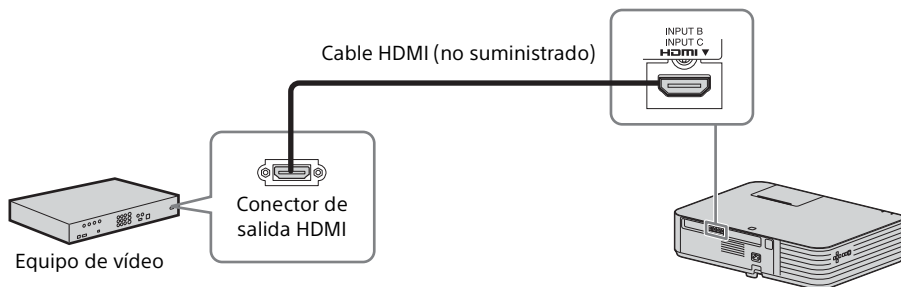 INPUT B
INPUT C
HDMI ▼
Cable HDMI (no suministrado)
Conector de
salida HDMI
Equipo de vídeo